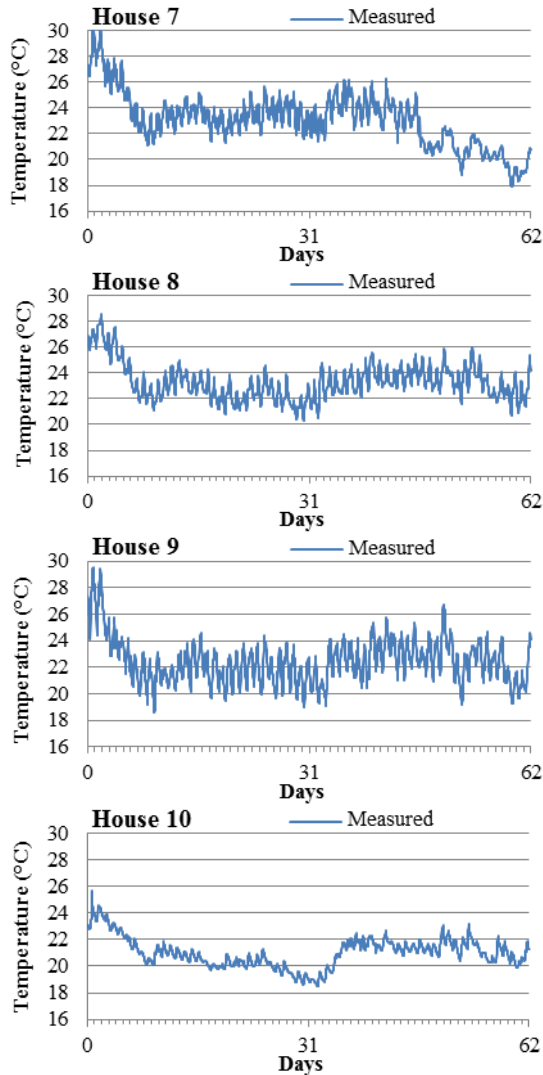 House 7 Measured
Temperature (°C)
30
28
26
24
22
20
18
16
0 31 62
Days
House 8 Measured
Temperature (°C)
30
28
26
24
22
20
18
16
0 31 62
Days
House 9 Measured
Temperature (°C)
30
28
26
24
22
20
18
16
0 31 62
Days
House 10 Measured
Temperature (°C)
30
28
26
24
22
20
18
16
0 31 62
Days